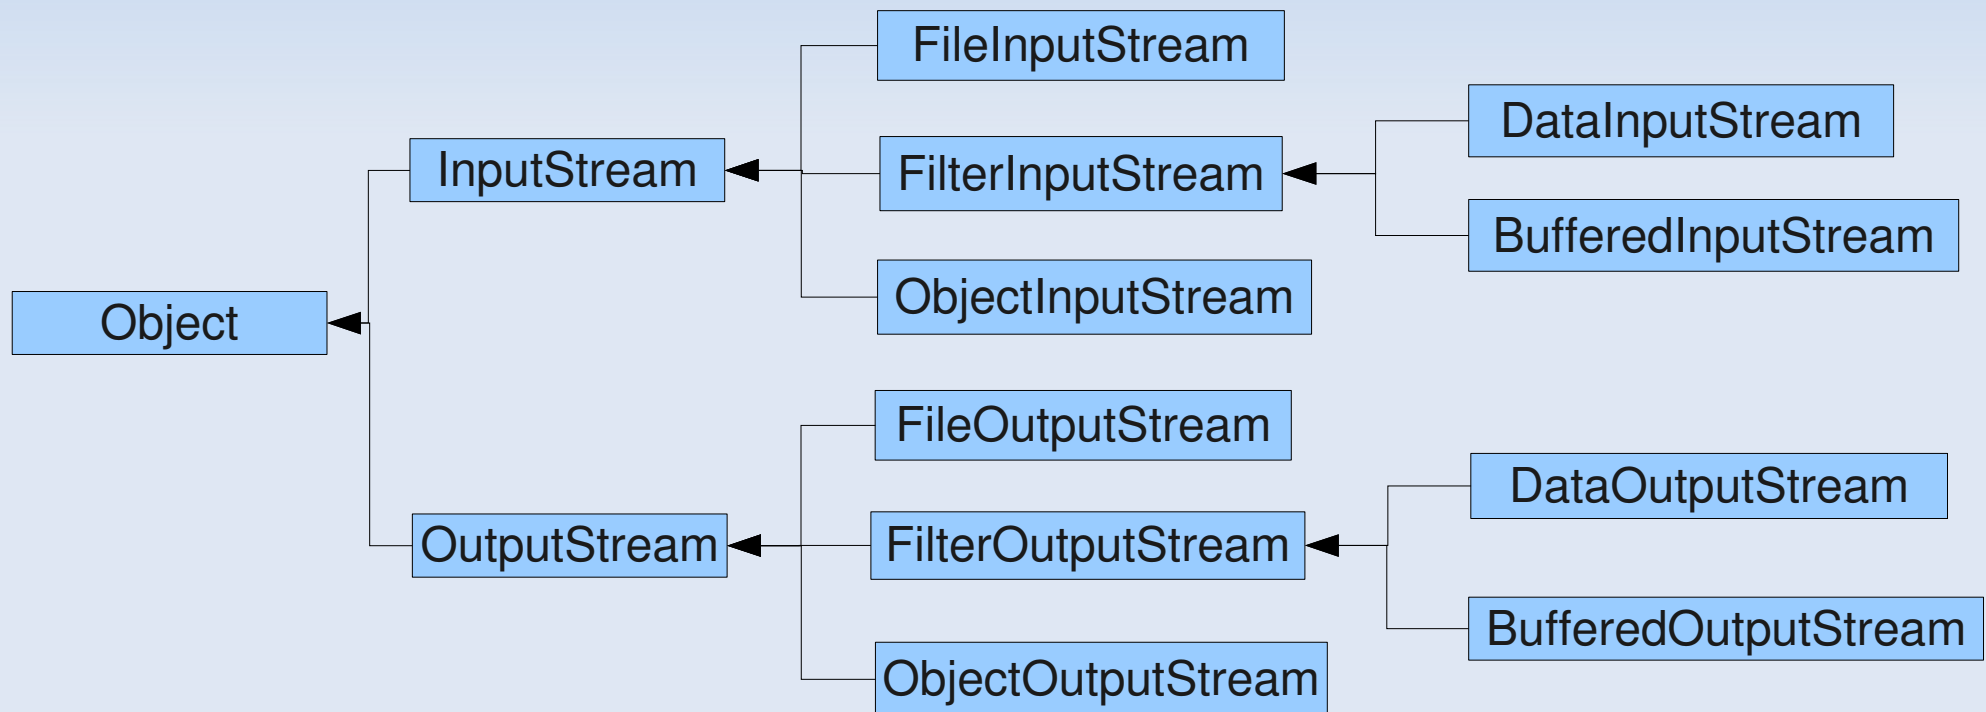 FileInputStream
DataInputStream
InputStream
FilterInputStream
BufferedInputStream
ObjectInputStream
Object
FileOutputStream
DataOutputStream
OutputStream
FilterOutputStream
BufferedOutputStream
ObjectOutputStream